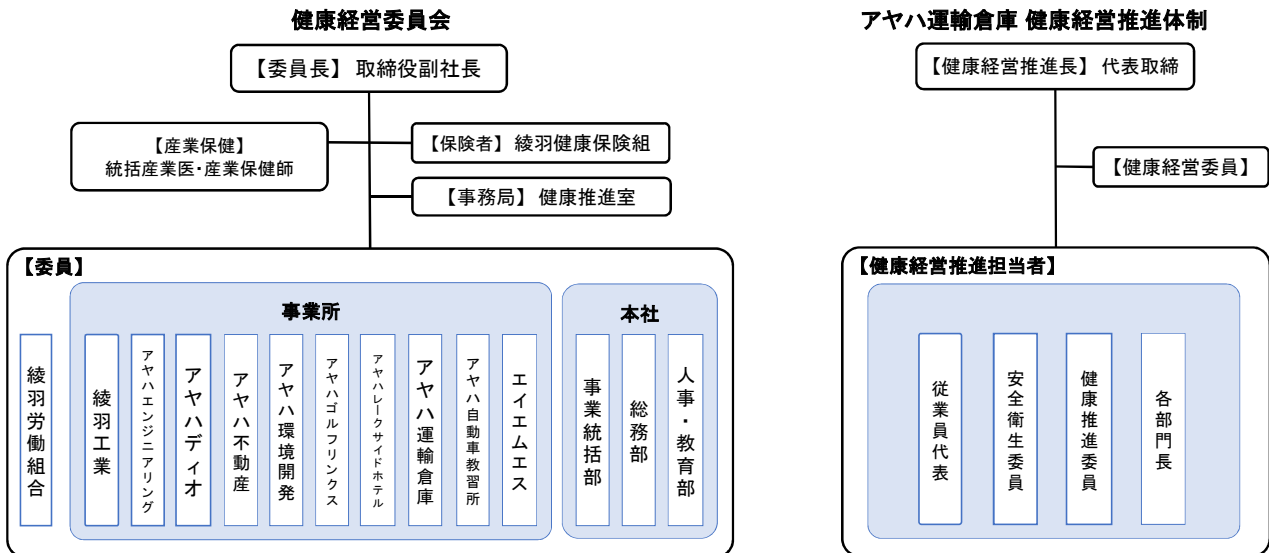 健康経営委員会
【委員長】 取締役副社長
【産業保健】
統括産業医・産業保健師
【保険者】 綾羽健康保険組
【事務局】 健康推進室
【委員】
綾羽労働組合
事業所
綾羽工業
アヤハエンジニアリング
アヤハディオ
アヤハ不動産
アヤハ環境開発
アヤハゴルフリンクス
アヤハレークサイドホテル
アヤハ運輸倉庫
アヤハ自動車教習所
エイエムエス
本社
事業統括部
総務部
人事・教育部
アヤハ運輸倉庫 健康経営推進体制
【健康経営推進長】 代表取締
【健康経営委員】
【健康経営推進担当者】
従業員代表
安全衛生委員
健康推進委員
各部門長